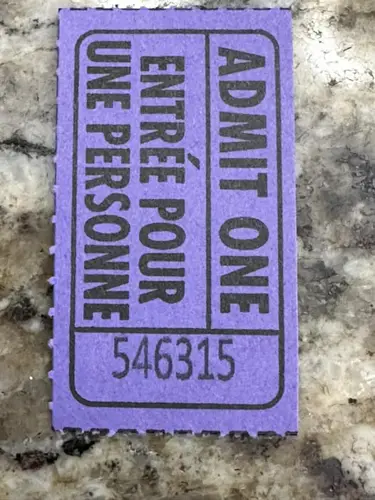 ADMIT ONE
ENTRÉE POUR
UNE PERSONNE
546315